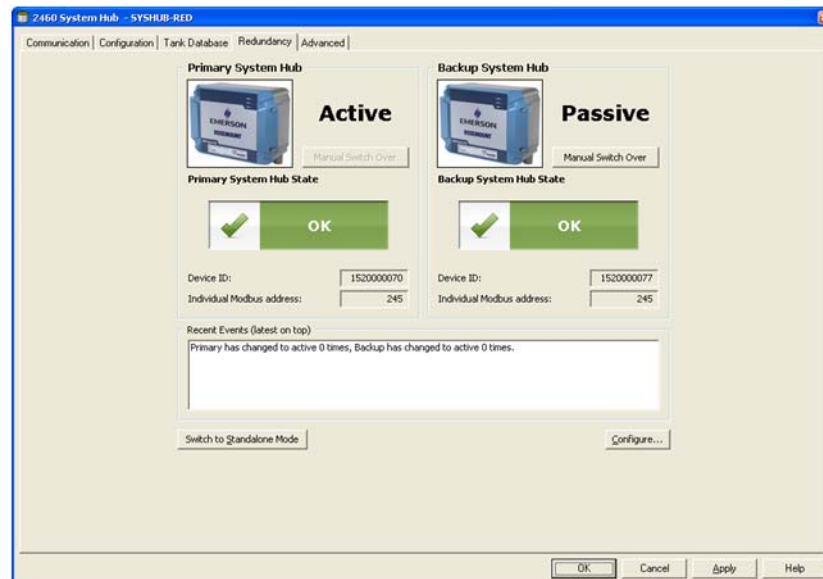 2460 System Hub - SYSHUB-RED
Communication Configuration Tank Database Redundancy Advanced
Primary System Hub
EMERSON
ROSEMOUNT
Active
Manual Switch Over
Primary System Hub State
OK
Device ID: 1520000070
Individual Modbus address: 245
Backup System Hub
EMERSON
ROSEMOUNT
Passive
Manual Switch Over
Backup System Hub State
OK
Device ID: 1520000077
Individual Modbus address: 245
Recent Events (latest on top)
Primary has changed to active 0 times, Backup has changed to active 0 times.
Switch to Standalone Mode Configure...
OK Cancel Apply Help